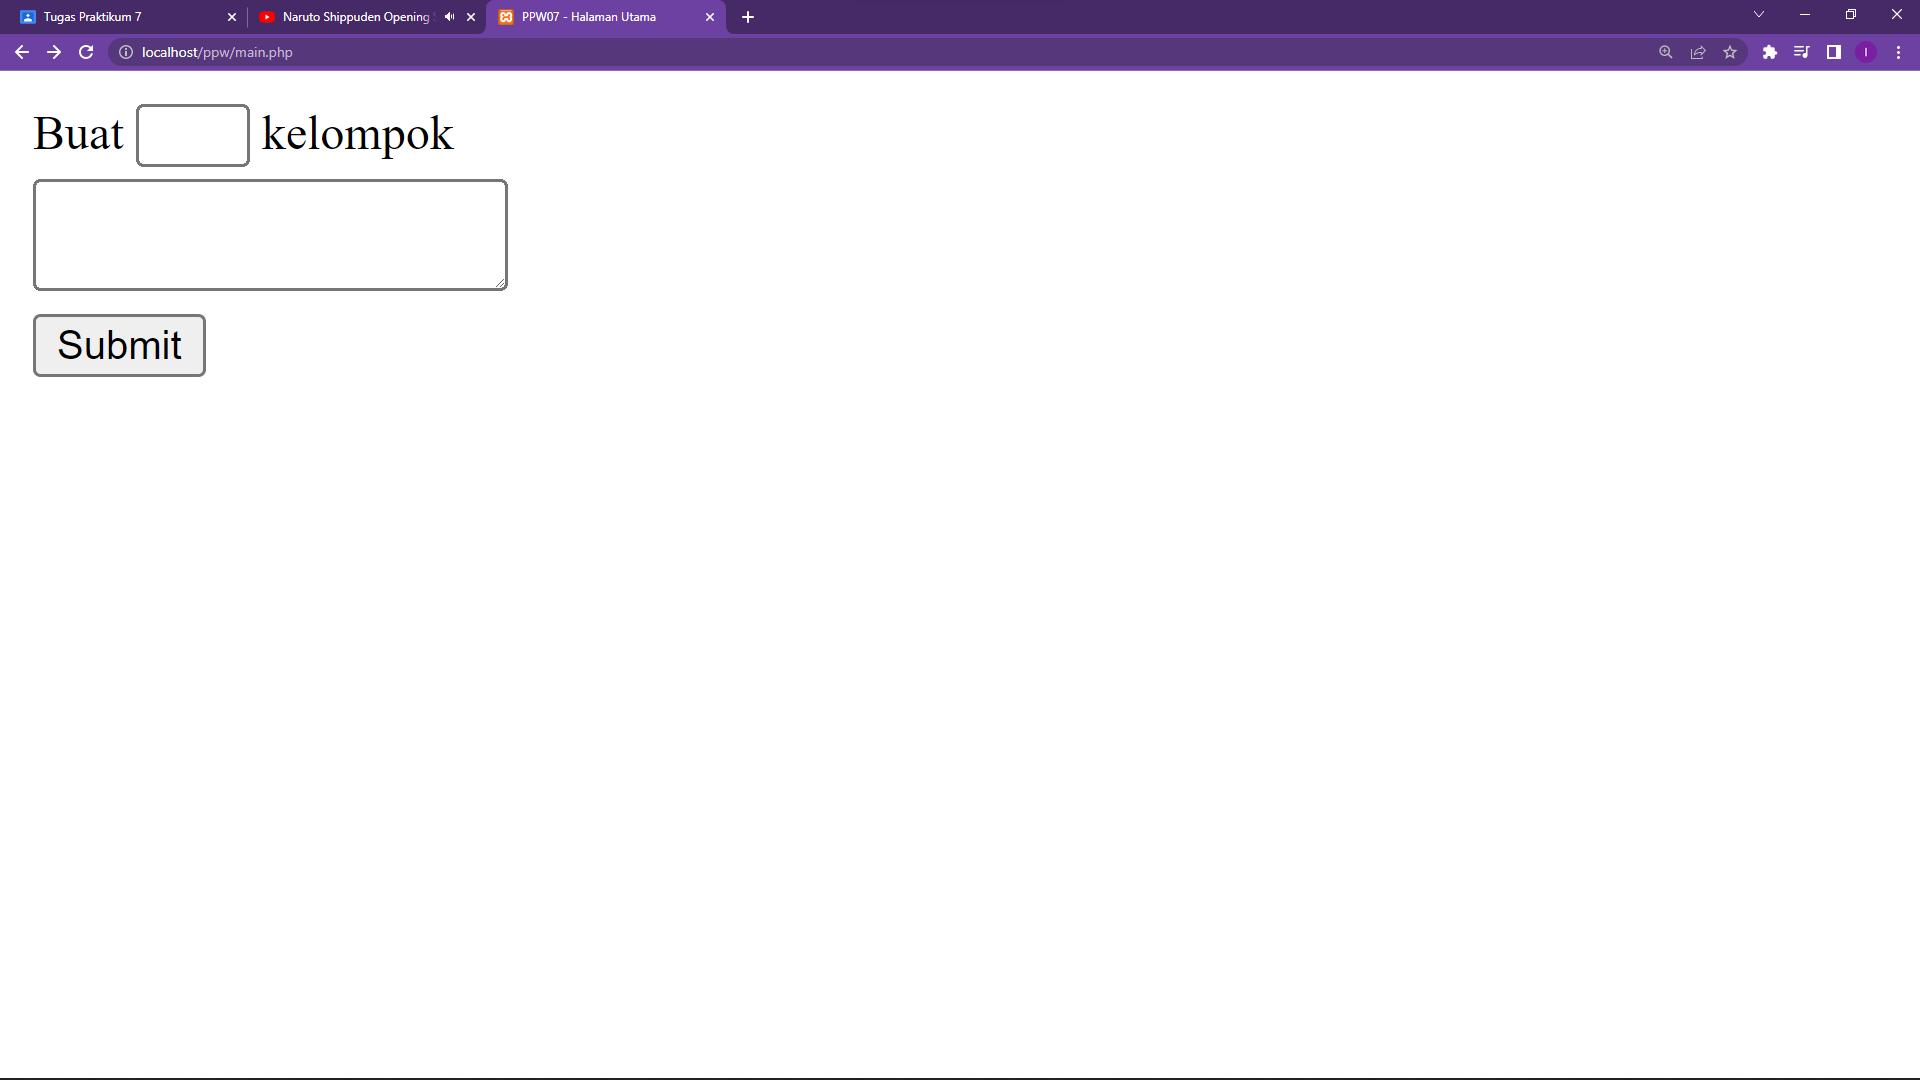 Tugas Praktikum 7
Naruto Shippuden Opening
PPW07 - Halaman Utama
localhost/ppw/main.php
I
Buat kelompok
Submit